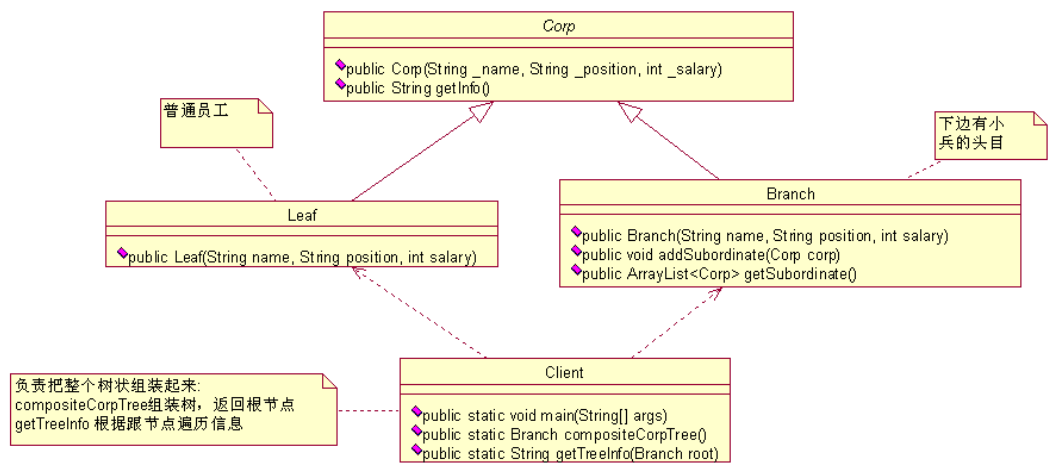 Corp
public Corp(String _name, String _position, int _salary)
public String getInfo()
普通员工
下边有小
兵的头目
Leaf
public Leaf(String name, String position, int salary)
Branch
public Branch(String name, String position, int salary)
public void addSubordinate(Corp corp)
public ArrayList<Corp> getSubordinate()
负责把整个树状组装起来:
compositeCorpTree组装树，返回根节点
getTreeInfo 根据跟节点遍历信息
Client
public static void main(String[] args)
public static Branch compositeCorpTree()
public static String getTreeInfo(Branch root)